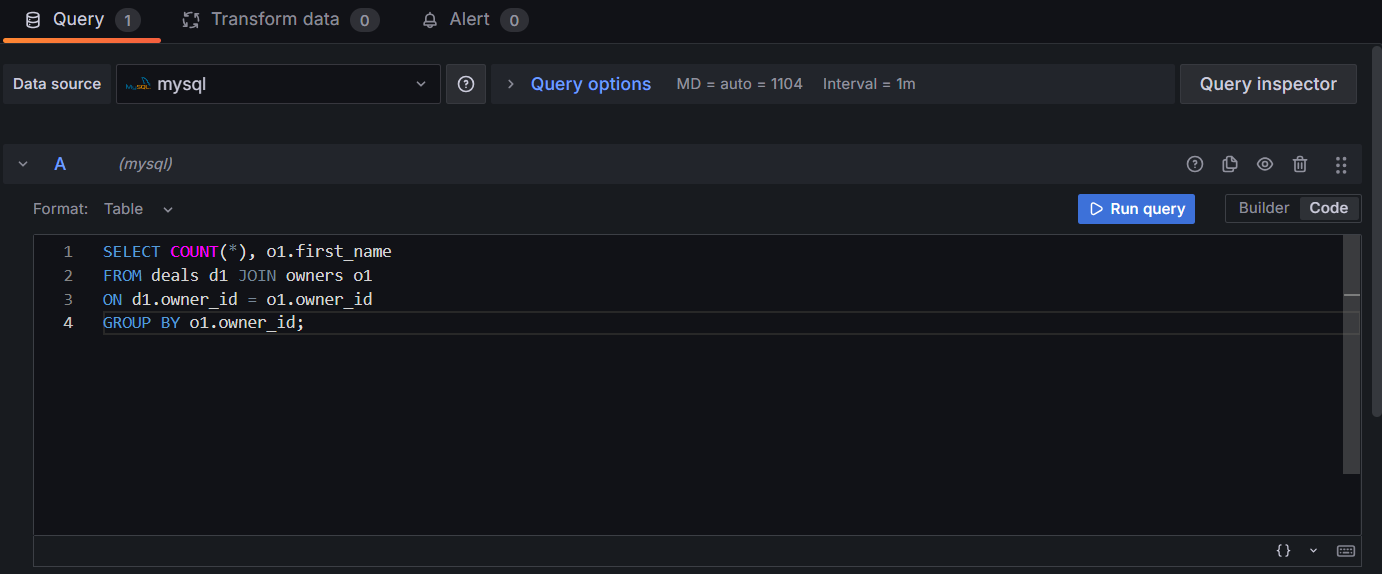 Query 1 Transform data 0 Alert 0
Data source MySQL mysql Query options MD = auto = 1104 Interval = 1m Query inspector
A (mysql)
Format: Table Run query Builder Code
1 SELECT COUNT(*), o1.first_name
2 FROM deals d1 JOIN owners o1
3 ON d1.owner_id = o1.owner_id
4 GROUP BY o1.owner_id;
{}